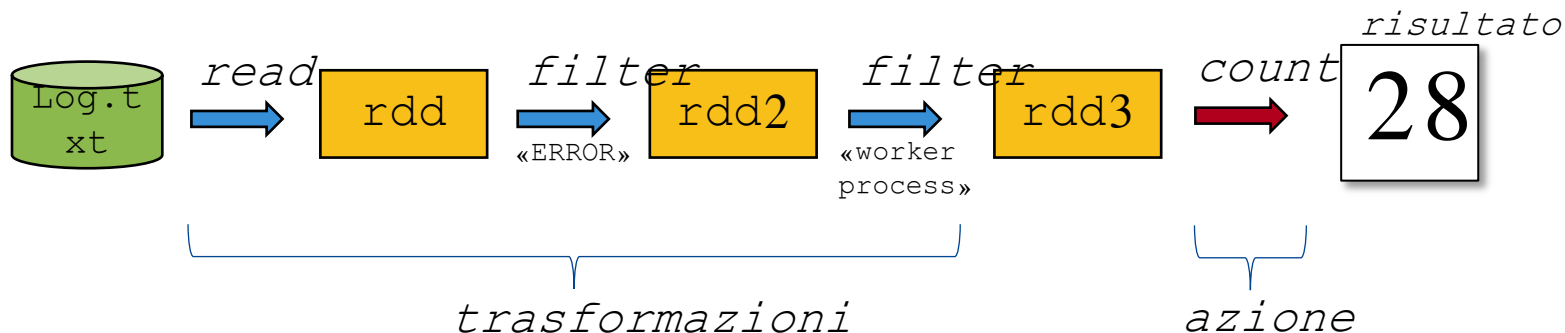 risultato
read
filter
filter
count
Log.t
xt
rdd
rdd2
rdd3
28
«ERROR»
«worker
process»
trasformazioni
azione